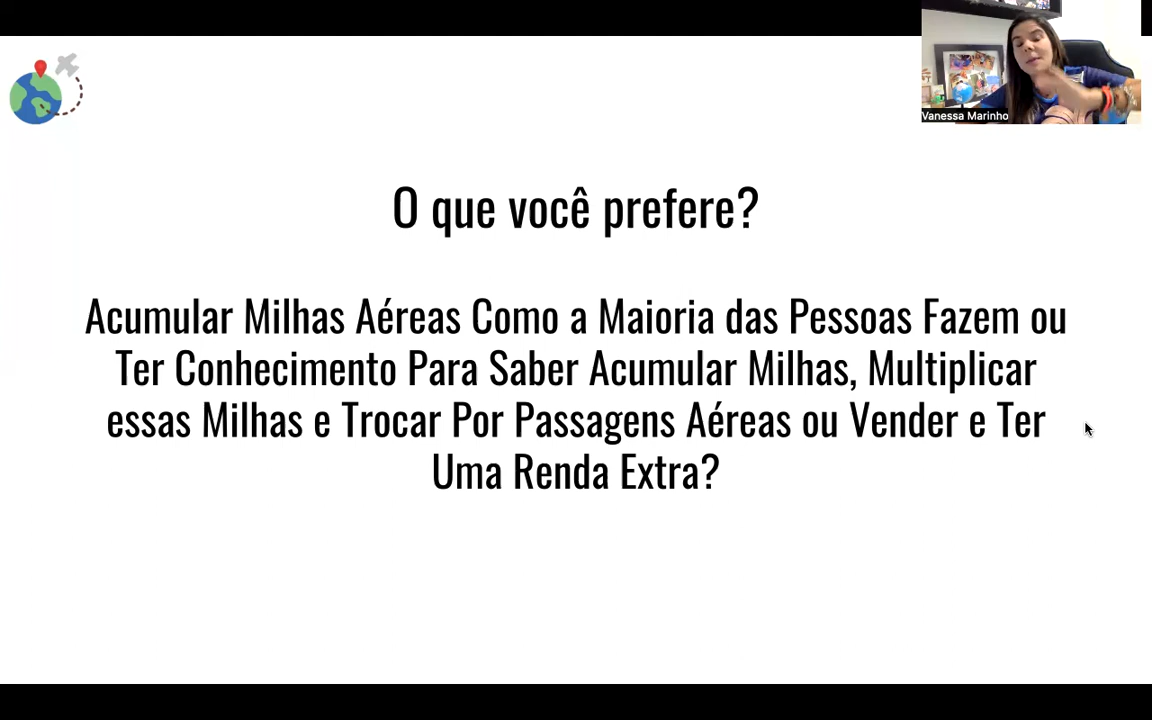 Vanessa Marinho
O que você prefere?
Acumular Milhas Aéreas Como a Maioria das Pessoas Fazem ou
Ter Conhecimento Para Saber Acumular Milhas, Multiplicar
essas Milhas e Trocar Por Passagens Aéreas ou Vender e Ter
Uma Renda Extra?